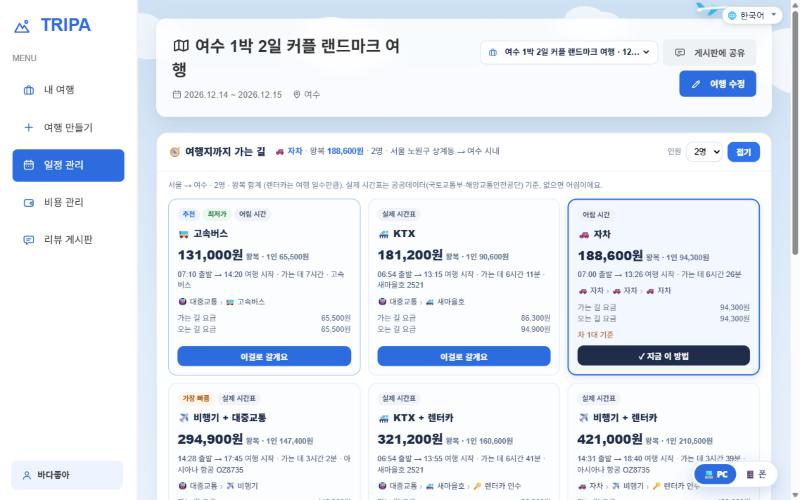 TRIPA
MENU
내 여행
여행 만들기
일정 관리
비용 관리
리뷰 게시판
바다좋아
한국어
여수 1박 2일 커플 랜드마크 여
행
2026.12.14 ~ 2026.12.15 여수
여수 1박 2일 커플 랜드마크 여행 · 12...
게시판에 공유
여행 수정
여행지까지 가는 길 자차 · 왕복 188,600원 · 2명 · 서울 노원구 상계동 → 여수 시내
인원 2명 접기
서울 → 여수 · 2명 · 왕복 합계 (렌터카는 여행 일수만큼). 실제 시간표는 공공데이터(국토교통부·해양교통안전공단) 기준, 없으면 어림이에요.
추천 최저가 어림 시간
고속버스
131,000원 왕복 · 1인 65,500원
07:10 출발 → 14:20 여행 시작 · 가는 데 7시간 · 고속
버스
대중교통 › 고속버스
가는 길 요금 65,500원
오는 길 요금 65,500원
이걸로 갈게요
실제 시간표
KTX
181,200원 왕복 · 1인 90,600원
06:54 출발 → 13:15 여행 시작 · 가는 데 6시간 11분 ·
새마을호 2521
대중교통 › 새마을호
가는 길 요금 86,300원
오는 길 요금 94,900원
이걸로 갈게요
어림 시간
자차
188,600원 왕복 · 1인 94,300원
07:00 출발 → 13:26 여행 시작 · 가는 데 6시간 26분
자차 › 자차 › 자차
가는 길 요금 94,300원
오는 길 요금 94,300원
차 1대 기준
✓ 지금 이 방법
가장 빠름 실제 시간표
비행기 + 대중교통
294,900원 왕복 · 1인 147,400원
14:28 출발 → 17:45 여행 시작 · 가는 데 3시간 2분 · 아
시아나 항공 OZ8735
대중교통 › 비행기
실제 시간표
KTX + 렌터카
321,200원 왕복 · 1인 160,600원
06:54 출발 → 13:55 여행 시작 · 가는 데 6시간 41분 ·
새마을호 2521
대중교통 › 새마을호 › 렌터카 인수
실제 시간표
비행기 + 렌터카
421,000원 왕복 · 1인 210,500원
14:31 출발 → 18:40 여행 시작 · 가는 데 3시간 39분 ·
아시아나 항공 OZ8735
자차 › 비행기 › 렌터카 인수
PC 폰